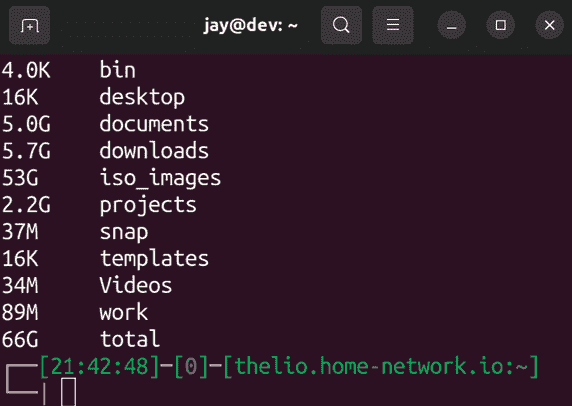 jay@dev: ~
4.0K bin
16K desktop
5.0G documents
5.7G downloads
53G iso_images
2.2G projects
37M snap
16K templates
34M Videos
89M work
66G total
[21:42:48]-[0]-[thelio.home-network.io:~]